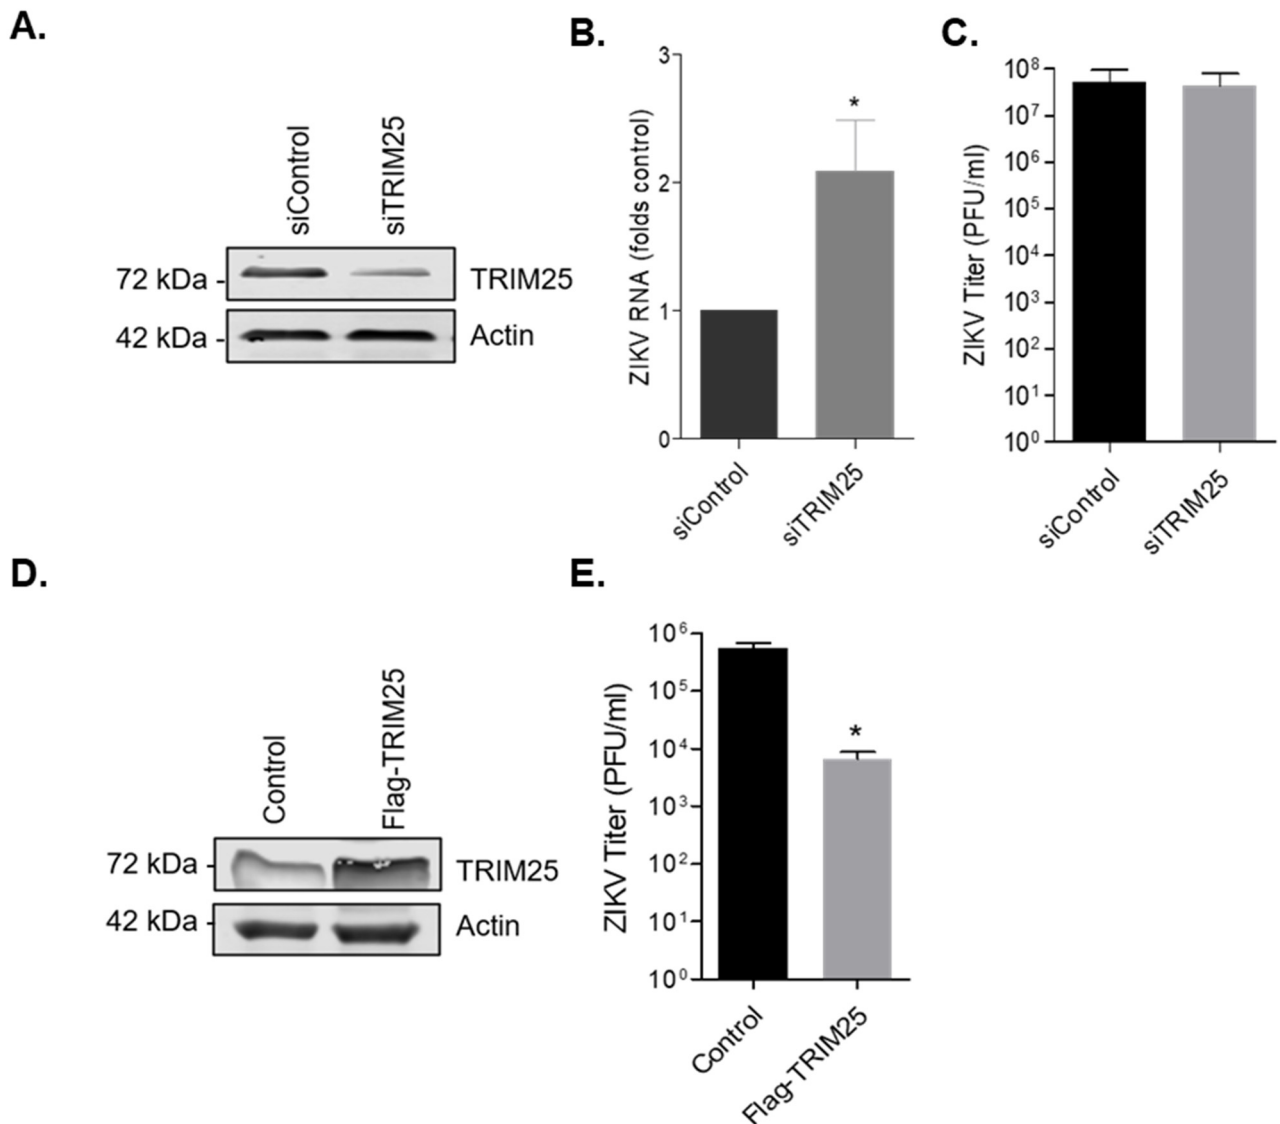 A.
siControl
siTRIM25
72 kDa
TRIM25
42 kDa
Actin
B.
ZIKV RNA (folds control)
3
2
1
0
*
siControl
siTRIM25
C.
ZIKV Titer (PFU/ml)
10⁸
10⁷
10⁶
10⁵
10⁴
10³
10²
10¹
10⁰
siControl
siTRIM25
D.
Control
Flag-TRIM25
72 kDa
TRIM25
42 kDa
Actin
E.
ZIKV Titer (PFU/ml)
10⁶
10⁵
10⁴
10³
10²
10¹
10⁰
*
Control
Flag-TRIM25